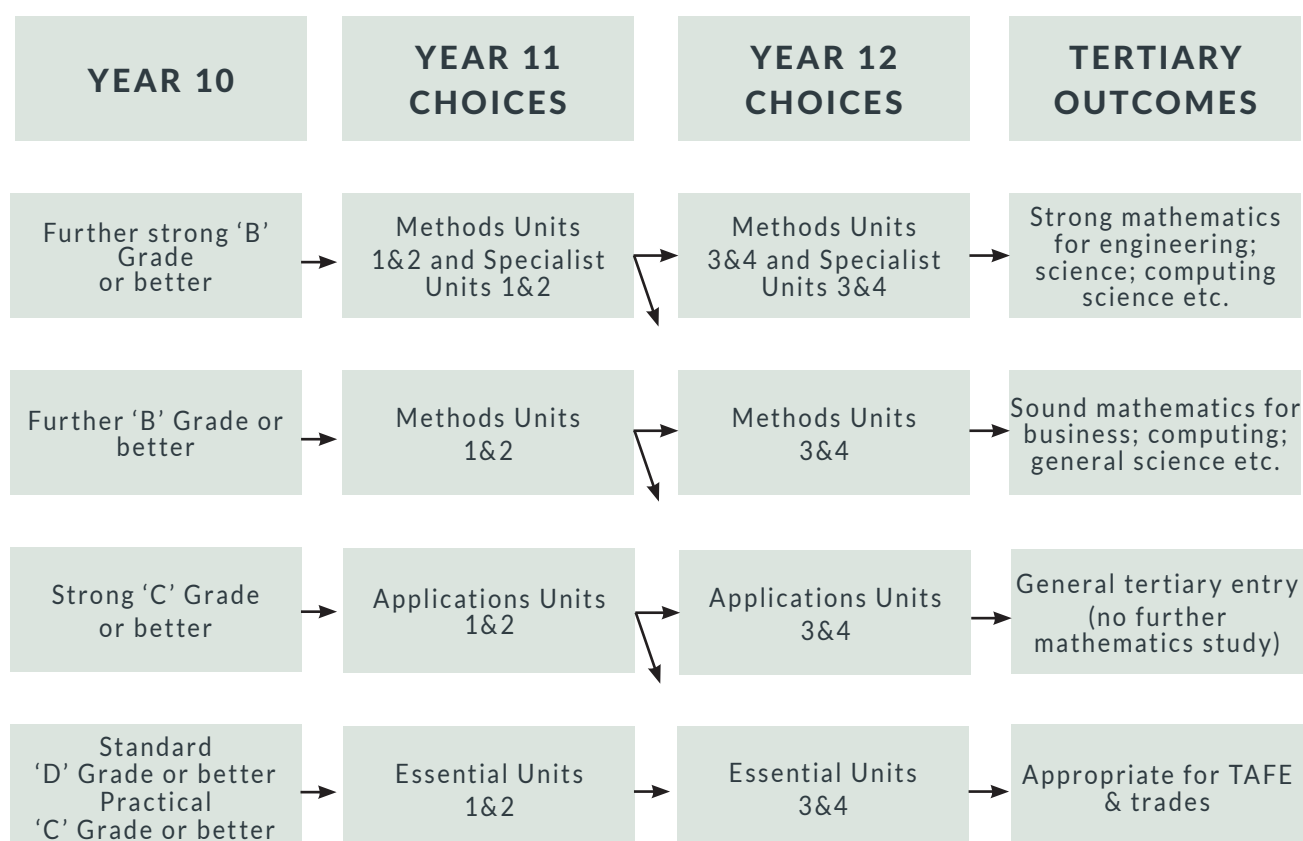 YEAR 10
YEAR 11
CHOICES
YEAR 12
CHOICES
TERTIARY
OUTCOMES
Further strong ‘B’
Grade
or better
Methods Units
1&2 and Specialist
Units 1&2
Methods Units
3&4 and Specialist
Units 3&4
Strong mathematics
for engineering;
science; computing
science etc.
Further ‘B’ Grade or
better
Methods Units
1&2
Methods Units
3&4
Sound mathematics for
business; computing;
general science etc.
Strong ‘C’ Grade
or better
Applications Units
1&2
Applications Units
3&4
General tertiary entry
(no further
mathematics study)
Standard
‘D’ Grade or better
Practical
‘C’ Grade or better
Essential Units
1&2
Essential Units
3&4
Appropriate for TAFE
& trades